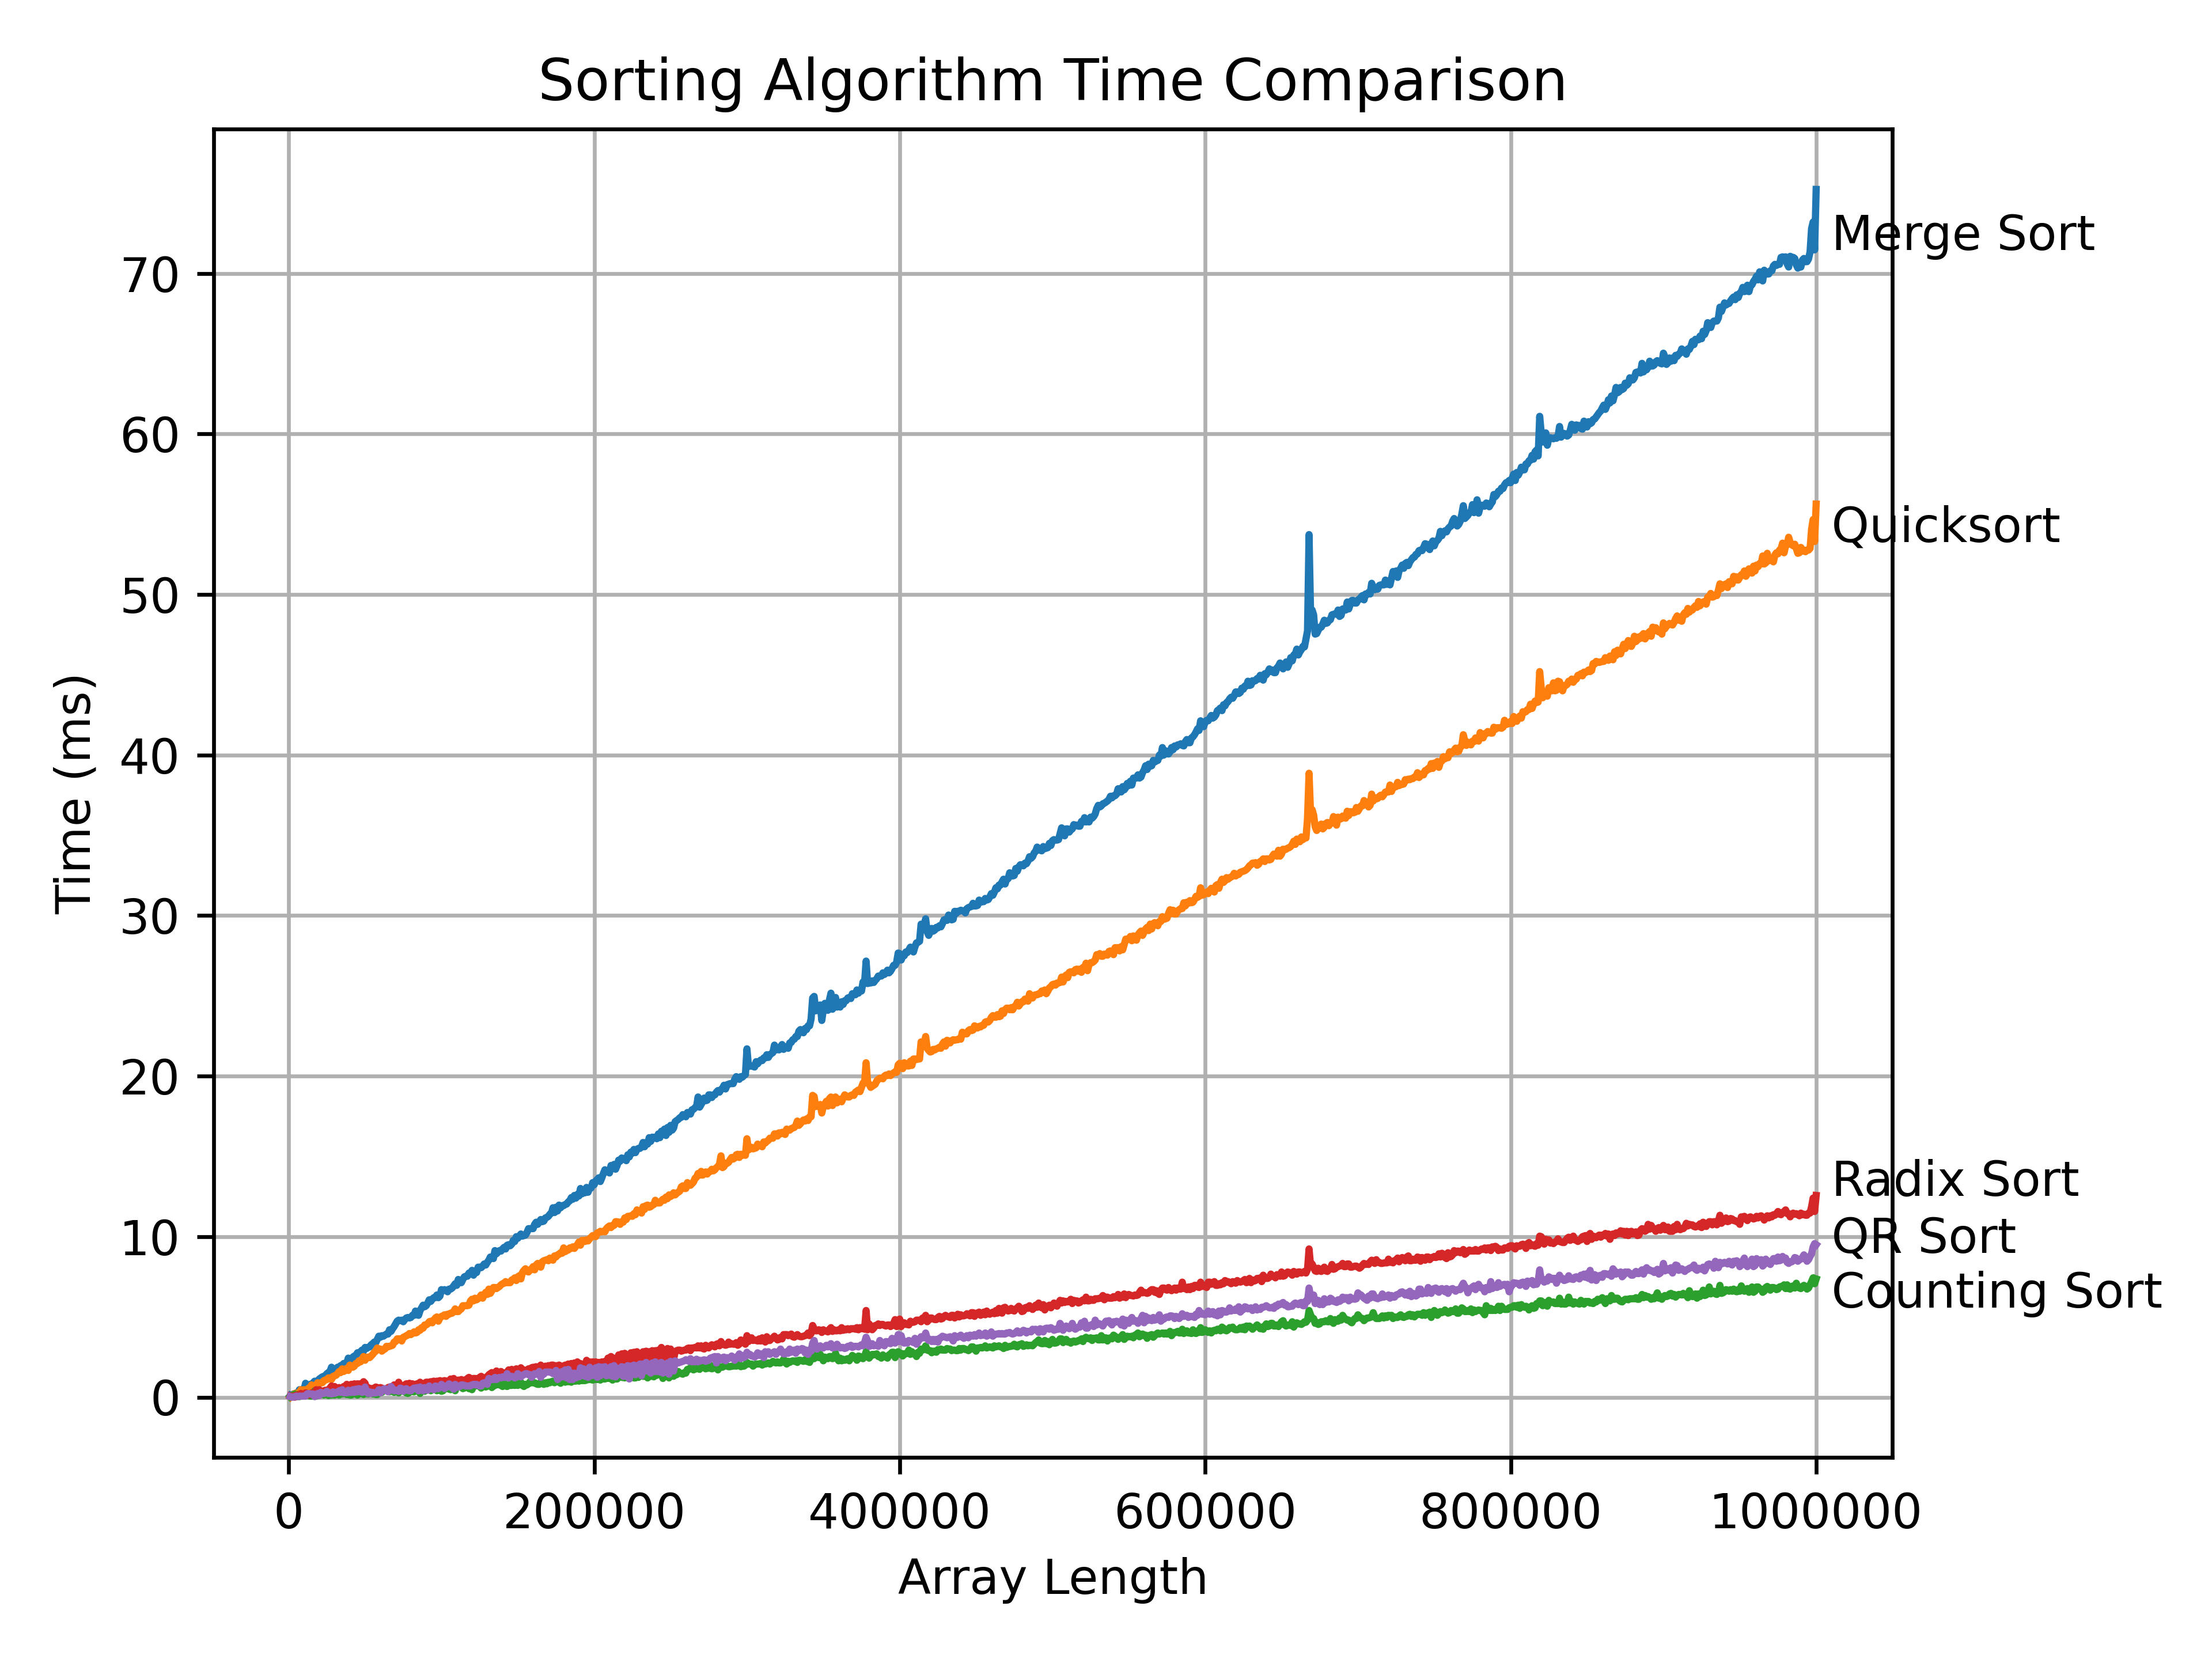 Sorting Algorithm Time Comparison
Time (ms)
70
60
50
40
30
20
10
0
Merge Sort
Quicksort
Radix Sort
QR Sort
Counting Sort
0 200000 400000 600000 800000 1000000
Array Length